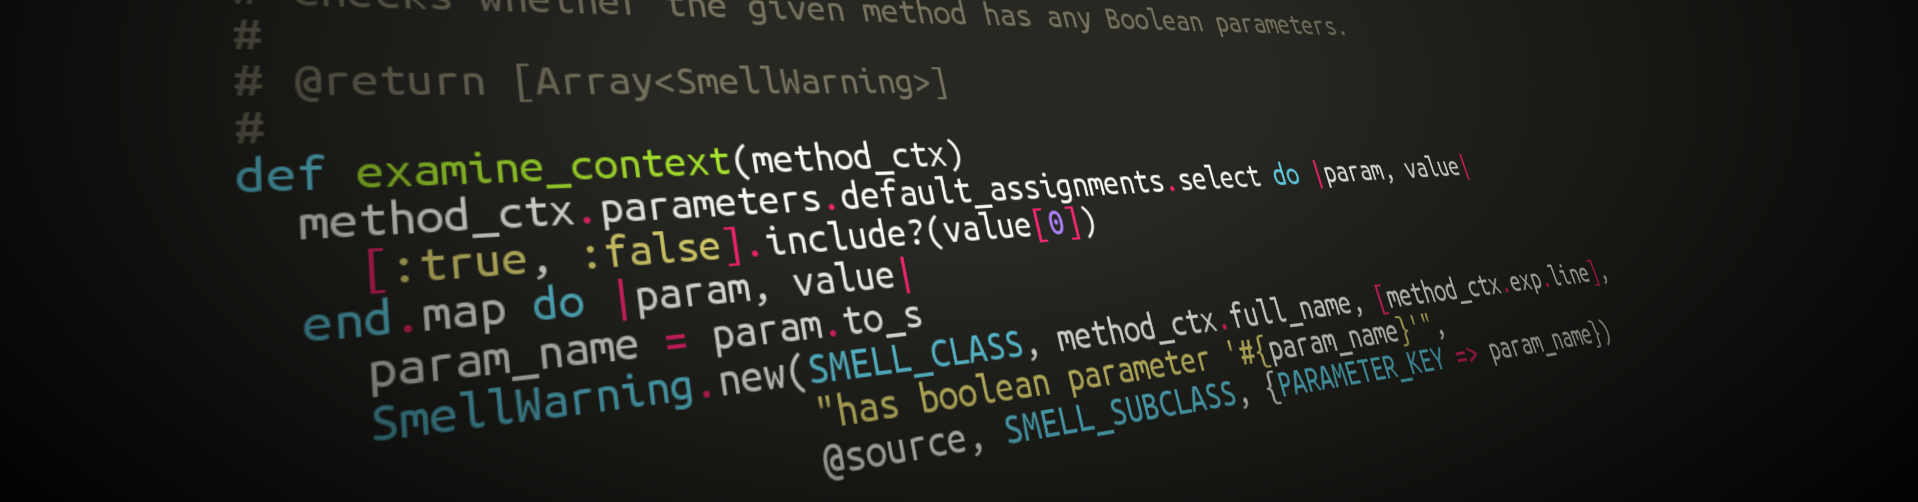 # Checks whether the given method has any Boolean parameters.
#
# @return [Array<SmellWarning>]
#
def examine_context(method_ctx)
method_ctx.parameters.default_assignments.select do |param, value|
[:true, :false].include?(value[0])
end.map do |param, value|
param_name = param.to_s
SmellWarning.new(SMELL_CLASS, method_ctx.full_name, [method_ctx.exp.line],
"has boolean parameter '#{param_name}'",
@source, SMELL_SUBCLASS, {PARAMETER_KEY => param_name})